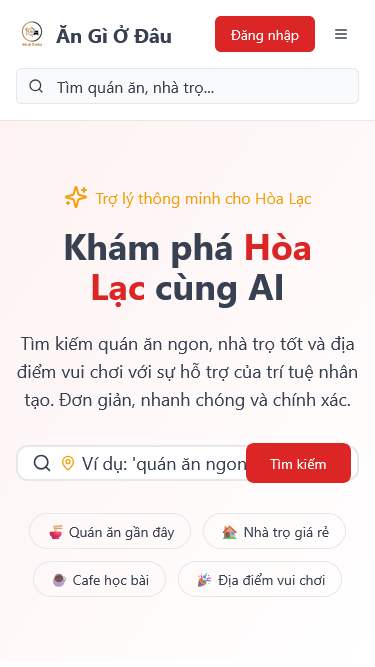 Ăn Gì Ở Đâu
Đăng nhập
Tìm quán ăn, nhà trọ...
Trợ lý thông minh cho Hòa Lạc
Khám phá Hòa
Lạc cùng AI
Tìm kiếm quán ăn ngon, nhà trọ tốt và địa
điểm vui chơi với sự hỗ trợ của trí tuệ nhân
tạo. Đơn giản, nhanh chóng và chính xác.
Ví dụ: 'quán ăn ngon
Tìm kiếm
Quán ăn gần đây
Nhà trọ giá rẻ
Cafe học bài
Địa điểm vui chơi